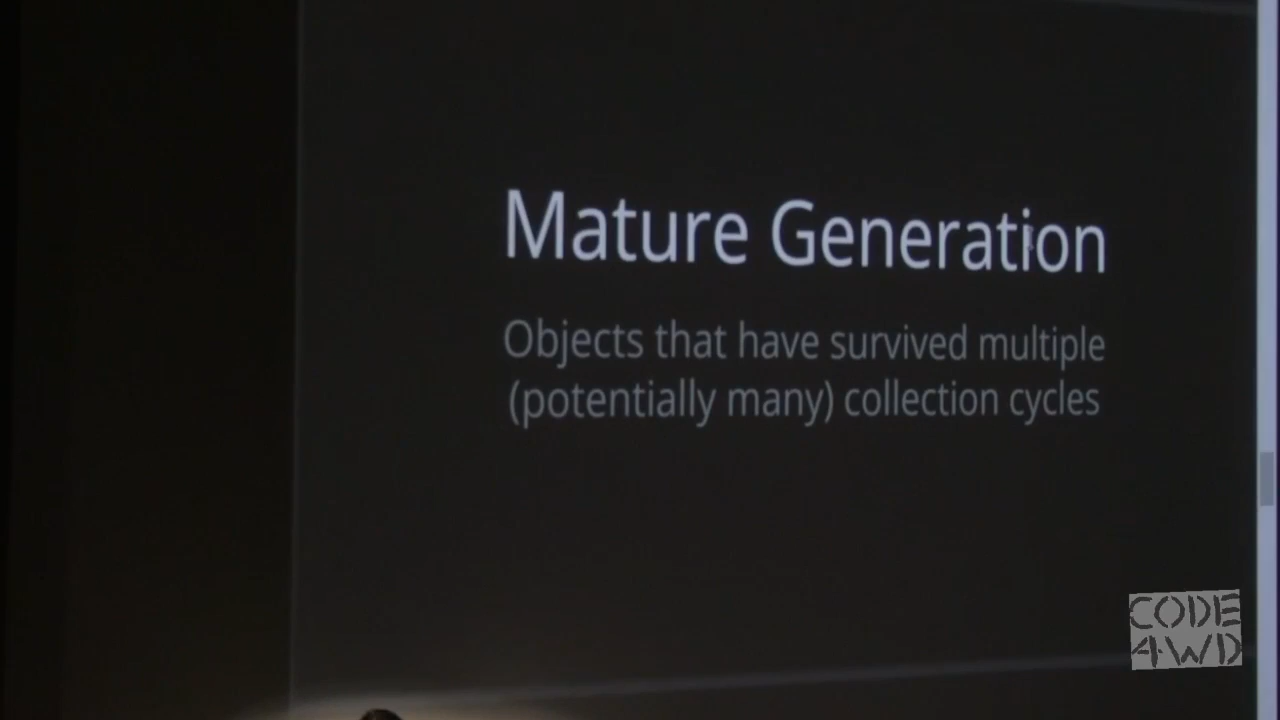 Mature Generation
Objects that have survived multiple
(potentially many) collection cycles
CODE
4WD